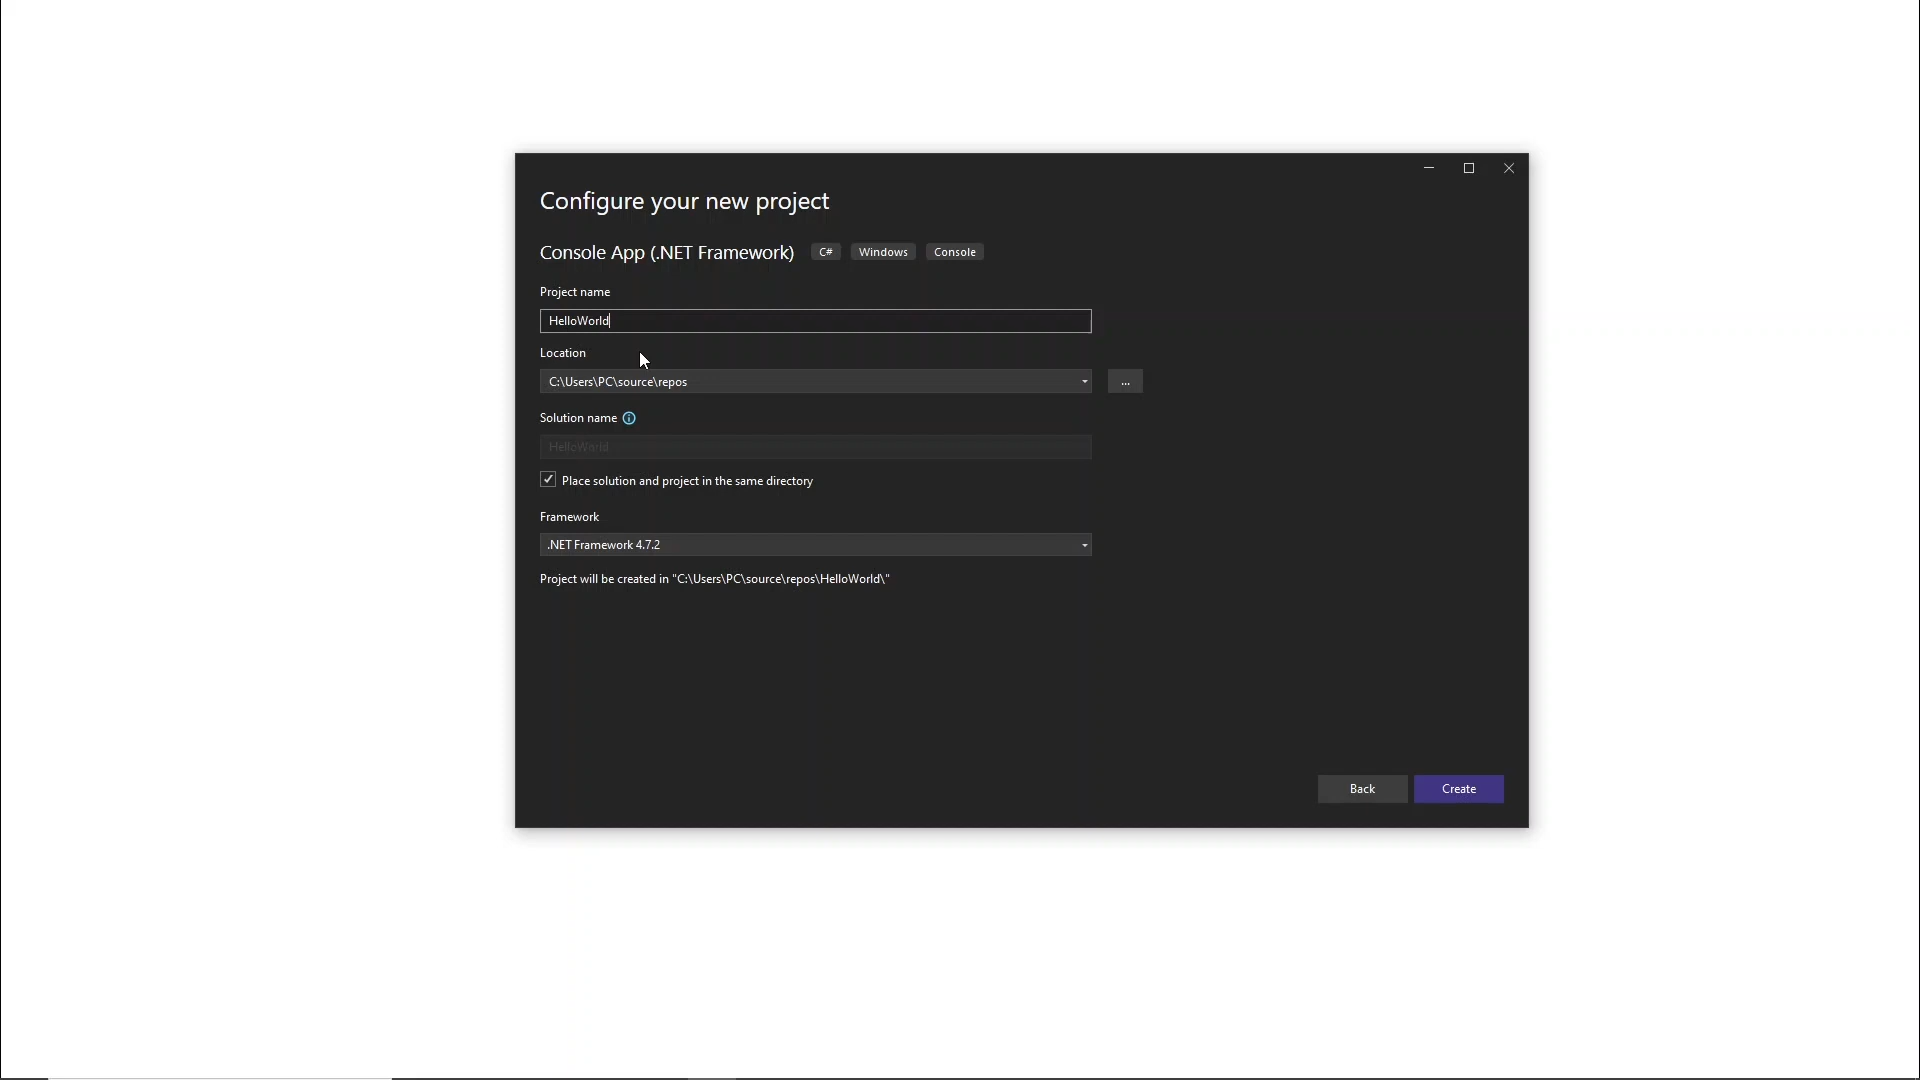 Configure your new project
Console App (.NET Framework) C# Windows Console
Project name
HelloWorld
Location
C:\Users\PC\source\repos
...
Solution name
HelloWorld
Place solution and project in the same directory
Framework
.NET Framework 4.7.2
Project will be created in "C:\Users\PC\source\repos\HelloWorld\"
Back Create